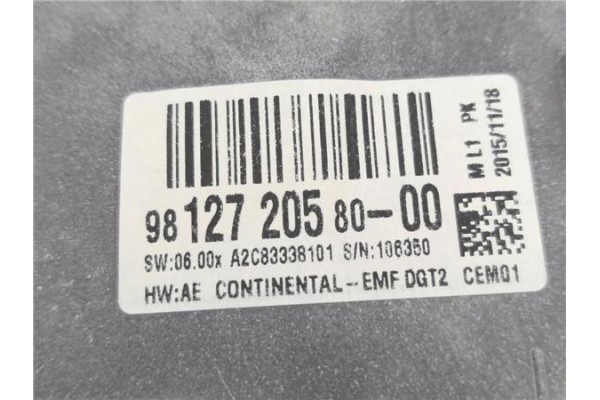 98 127 205 80-00
SW:06.00x A2C83338101 S/N:106350
HW:AE CONTINENTAL-EMF DGT2 CEM01
M L1 PK
2015/11/18